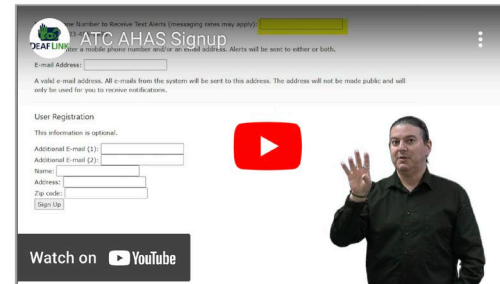 ne Number to Receive Text Alerts (messaging rates may apply):
DEAFLINK
ATC AHAS Signup
ter a mobile phone number and/or an email address. Alerts will be sent to either or both.
E-mail Address:
A valid e-mail address. All e-mails from the system will be sent to this address. The address will not be made public and will
only be used for you to receive notifications.
User Registration
This information is optional.
Additional E-mail (1):
Additional E-mail (2):
Name:
Address:
Zip code:
Sign Up
Watch on YouTube